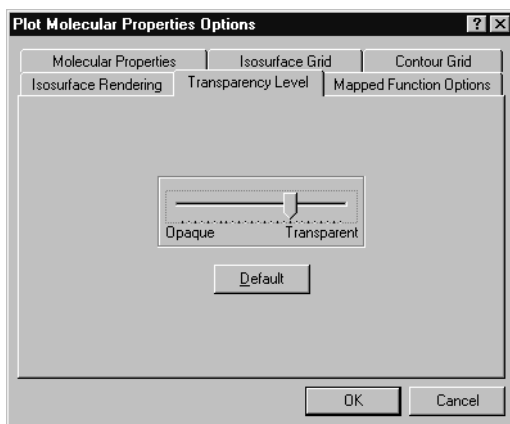 Plot Molecular Properties Options
Molecular Properties Isosurface Grid Contour Grid
Isosurface Rendering Transparency Level Mapped Function Options
Opaque Transparent
Default
OK Cancel